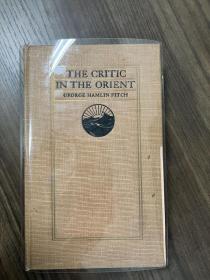 THE CRITIC
IN THE ORIENT
GEORGE HAMLIN FITCH